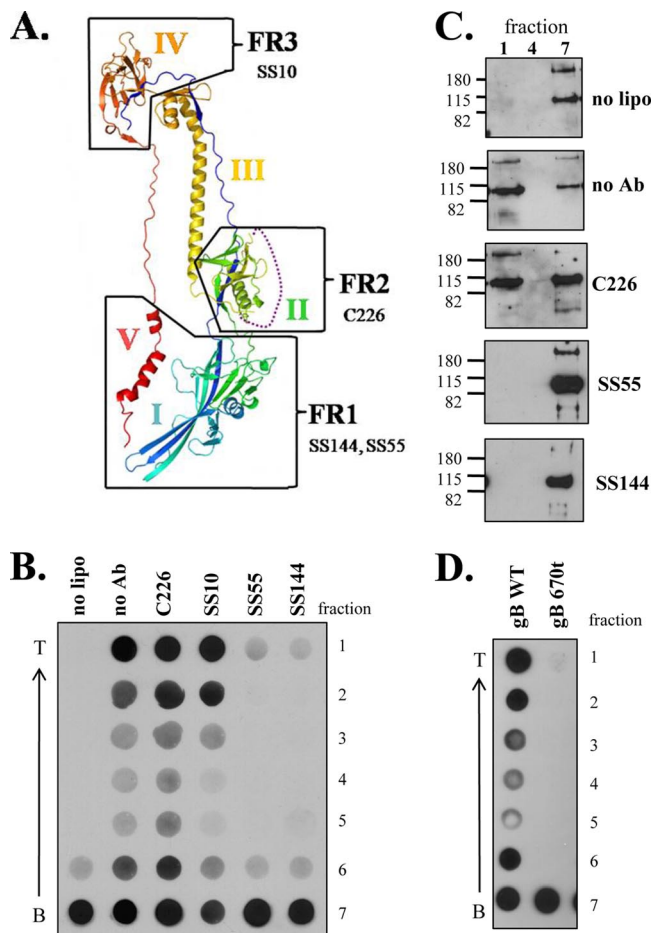 A.
IV
FR3
SS10
III
FR2
C226
II
V
I
FR1
SS144, SS55
C.
fraction
1 4 7
180
115
82
no lipo
180
115
82
no Ab
180
115
82
C226
180
115
82
SS55
180
115
82
SS144
B.
no lipo
no Ab
C226
SS10
SS55
SS144
fraction
T
1
2
3
4
5
6
B
7
D.
gB WT
gB 670t
fraction
T
1
2
3
4
5
6
B
7